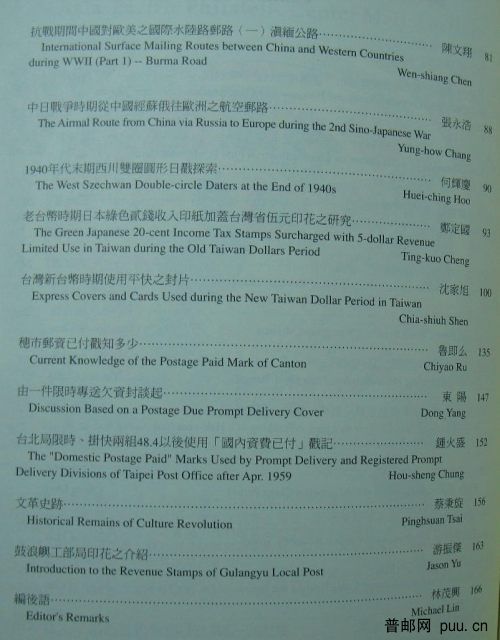 抗戰期間中國對歐美之國際水陸路郵路（一）滇緬公路 陳文翔 81
International Surface Mailing Routes between China and Western Countries
during WWII (Part 1) -- Burma Road Wen-shiang Chen
中日戰爭時期從中國經蘇俄往歐洲之航空郵路 張永浩 88
The Airmal Route from China via Russia to Europe during the 2nd Sino-Japanese War
Yung-how Chang
1940年代末期西川雙圈圓形日戳探索 何輝慶 90
The West Szechwan Double-circle Daters at the End of 1940s Huei-ching Hoo
老台幣時期日本綠色貳錢收入印紙加蓋台灣省伍元印花之研究 鄭定國 93
The Green Japanese 20-cent Income Tax Stamps Surcharged with 5-dollar Revenue
Limited Use in Taiwan during the Old Taiwan Dollars Period Ting-kuo Cheng
台灣新台幣時期使用平快之封片 沈家旭 100
Express Covers and Cards Used during the New Taiwan Dollar Period in Taiwan
Chia-shiuh Shen
穗市郵資已付戳知多少 魯即么 135
Current Knowledge of the Postage Paid Mark of Canton Chiyao Ru
由一件限時專送欠資封談起 東陽 147
Discussion Based on a Postage Due Prompt Delivery Cover Dong Yang
台北局限時、掛快兩組48.4以後使用「國內資費已付」戳記 鍾火盛 152
The "Domestic Postage Paid" Marks Used by Prompt Delivery and Registered Prompt
Delivery Divisions of Taipei Post Office after Apr. 1959 Hou-sheng Chung
文革史跡 蔡秉旋 156
Historical Remains of Culture Revolution Pinghsuan Tsai
鼓浪嶼工部局印花之介紹 游振傑 163
Introduction to the Revenue Stamps of Gulangyu Local Post Jason Yu
編後語 林茂興 166
Editor's Remarks Michael Lin
普邮网 puu.cn